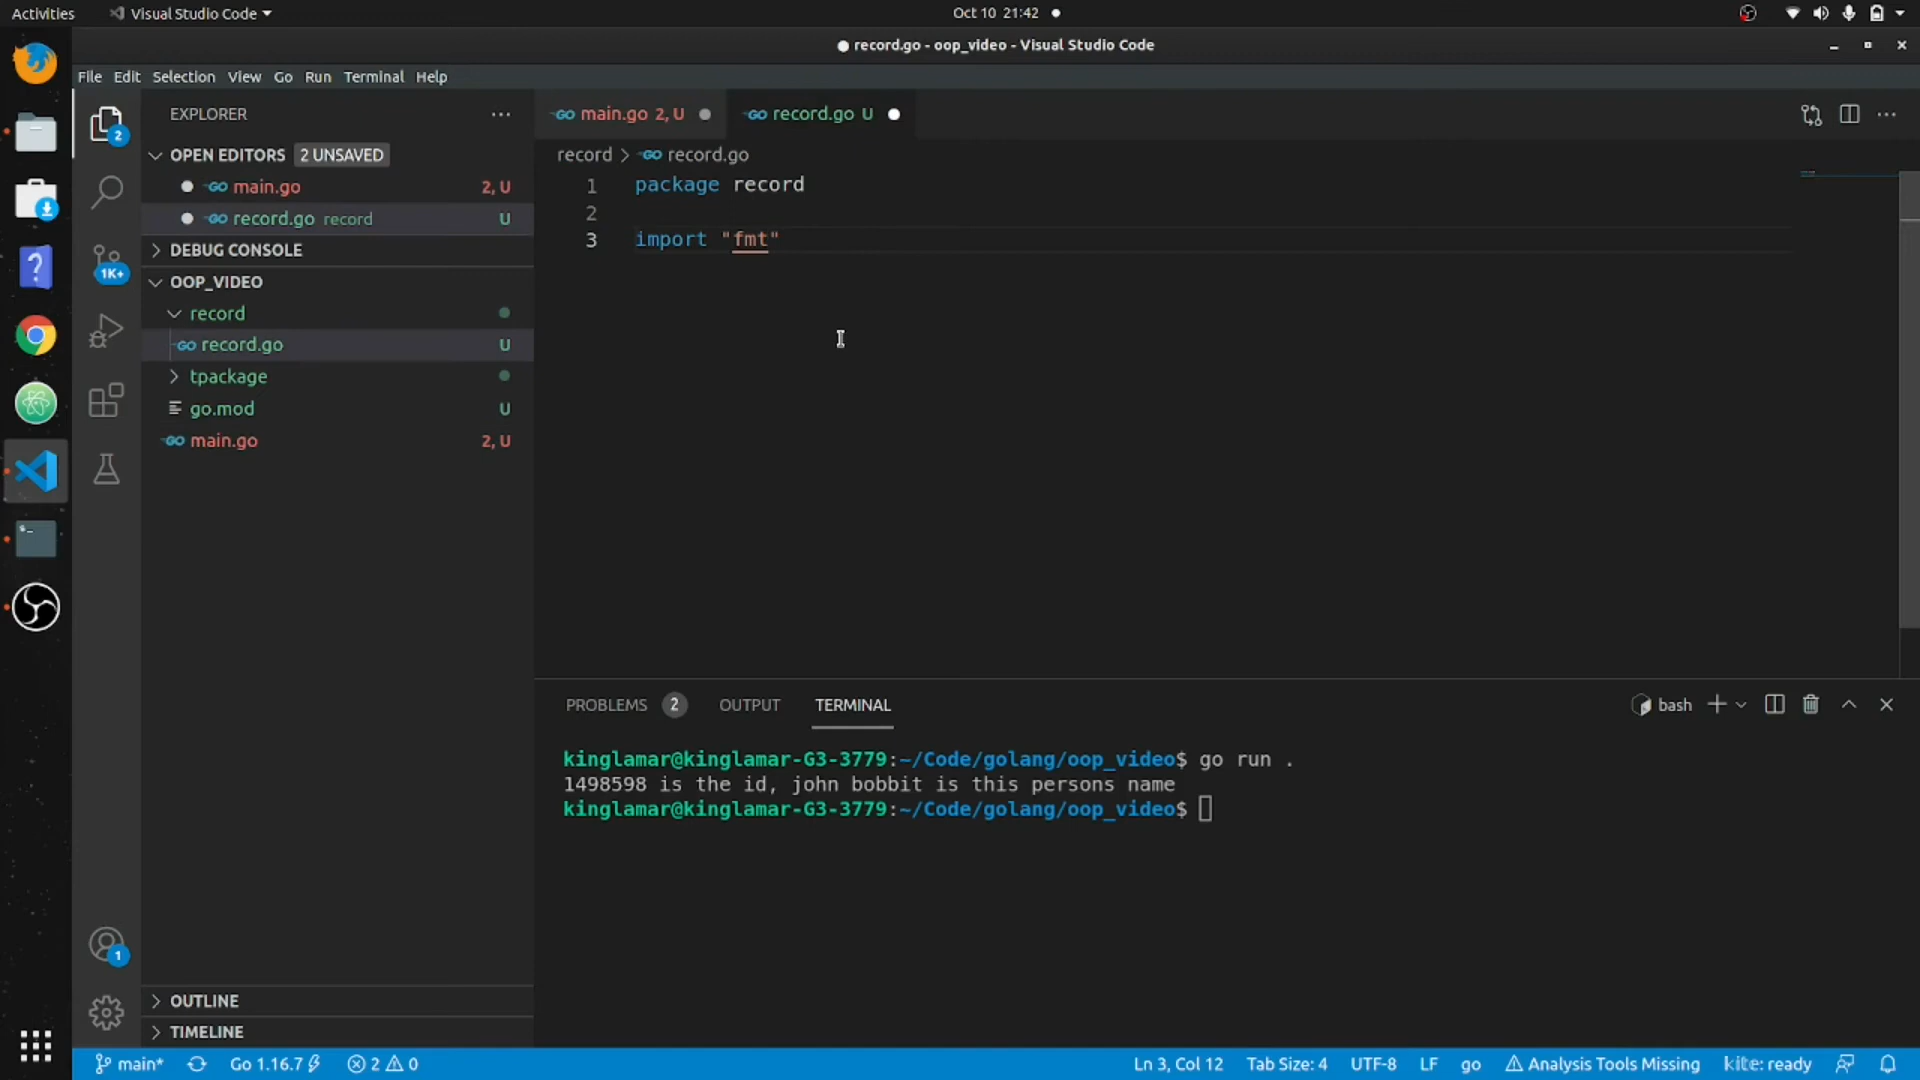 Activities
Visual Studio Code
Oct 10 21:42
record.go - oop_video - Visual Studio Code
File Edit Selection View Go Run Terminal Help
EXPLORER
OPEN EDITORS 2 UNSAVED
main.go 2, U
record.go record U
DEBUG CONSOLE
OOP_VIDEO
record
record.go U
tpackage
go.mod U
main.go 2, U
OUTLINE
TIMELINE
2
1K+
1
main.go 2, U
record.go U
record > record.go
1 package record
2
3 import "fmt"
PROBLEMS 2 OUTPUT TERMINAL
bash
kinglamar@kinglamar-G3-3779:~/Code/golang/oop_video$ go run .
1498598 is the id, john bobbit is this persons name
kinglamar@kinglamar-G3-3779:~/Code/golang/oop_video$
main* Go 1.16.7 2 0
Ln 3, Col 12 Tab Size: 4 UTF-8 LF go Analysis Tools Missing kite: ready